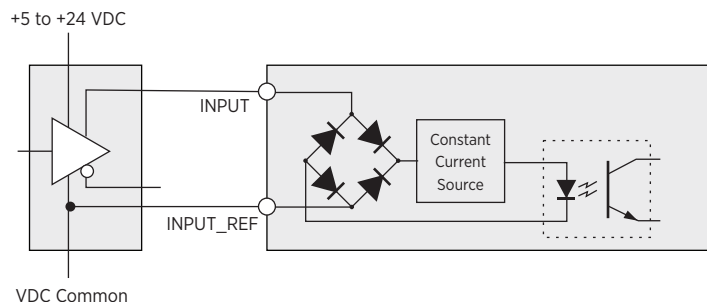 +5 to +24 VDC
INPUT
Constant
Current
Source
INPUT_REF
VDC Common